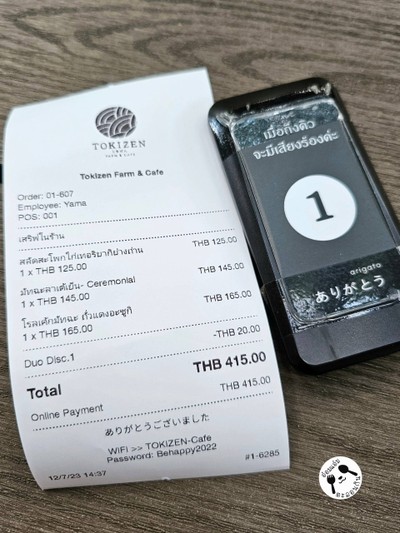 TOKIZEN
FARM & CAFE
Tokizen Farm & Cafe
Order: 01-607
Employee: Yama
POS: 001
เสริฟในร้าน
สลัดสะโพกไก่เทอริยากิย่างถ่าน THB 125.00
1 x THB 125.00
มัทฉะลาเต้เย็น- Ceremonial THB 145.00
1 x THB 145.00
โรลเค้กมัทฉะ ถั่วแดงอะซูกิ THB 165.00
1 x THB 165.00
Duo Disc.1 -THB 20.00
Total THB 415.00
Online Payment THB 415.00
ありがとうございました
WiFi >> TOKIZEN-Cafe
Password: Behappy2022
12/7/23 14:37 #1-6285
เมื่อถึงคิว
จะมีเสียงร้องค่ะ
1
arigato
ありがとう